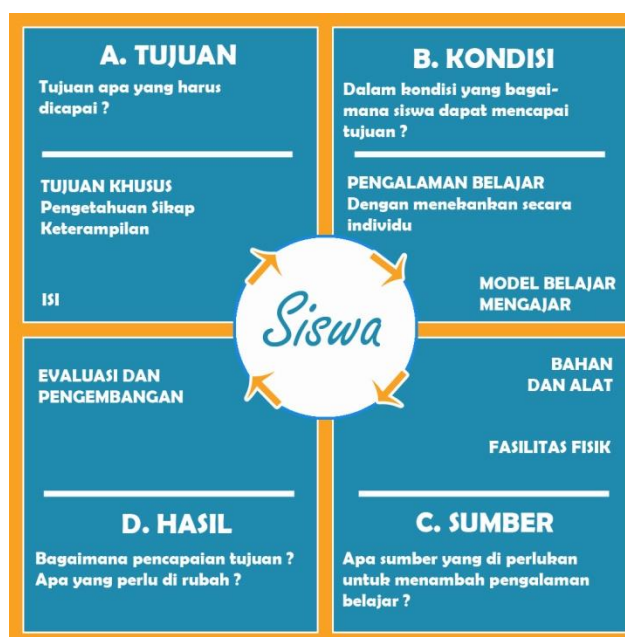 A. TUJUAN
Tujuan apa yang harus
dicapai ?
TUJUAN KHUSUS
Pengetahuan Sikap
Keterampilan
ISI
B. KONDISI
Dalam kondisi yang bagai-
mana siswa dapat mencapai
tujuan ?
PENGALAMAN BELAJAR
Dengan menekankan secara
individu
MODEL BELAJAR
MENGAJAR
Siswa
EVALUASI DAN
PENGEMBANGAN
D. HASIL
Bagaimana pencapaian tujuan ?
Apa yang perlu di rubah ?
BAHAN
DAN ALAT
FASILITAS FISIK
C. SUMBER
Apa sumber yang di perlukan
untuk menambah pengalaman
belajar ?